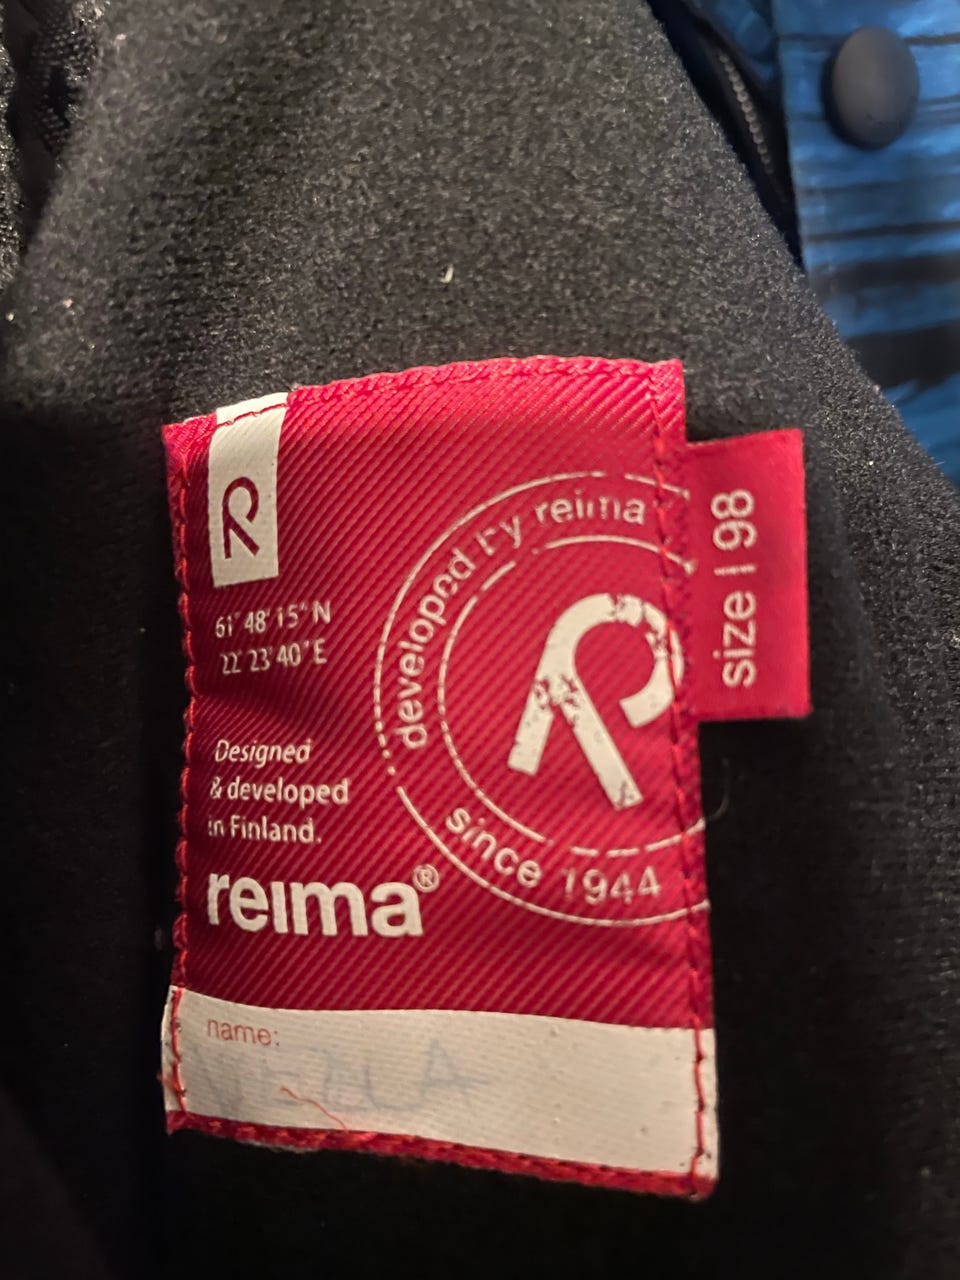 R
61° 48' 15" N
22° 23' 40" E
Designed
& developed
in Finland.
reima®
developed by reima
R
since 1944
size | 98
name: